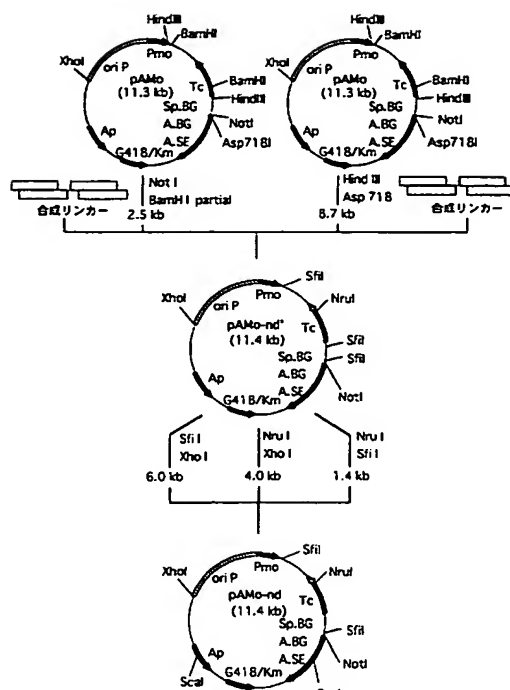 HindIII
BamHI
XhoI
Pmo
ori P
pAMo
(11.3 kb)
Tc
BamHI
HindIII
Sp.BG
NotI
A.BG
Ap
A.SE
Asp718I
G418/Km
HindIII
BamHI
XhoI
Pmo
ori P
pAMo
(11.3 kb)
Tc
BamHI
HindIII
Sp.BG
NotI
A.BG
Ap
A.SE
Asp718I
G418/Km
合成リンカー
Not I
BamH I partial
2.5 kb
Hind III
Asp 718
8.7 kb
合成リンカー
SfiI
XhoI
Pmo
NruI
ori P
pAMo-nd'
(11.4 kb)
Tc
SfiI
SfiI
Sp.BG
A.BG
Ap
A.SE
NotI
G418/Km
Sfi I
Xho I
6.0 kb
Nru I
Xho I
4.0 kb
Nru I
Sfi I
1.4 kb
SfiI
XhoI
Pmo
NruI
ori P
pAMo-nd
(11.4 kb)
Tc
SfiI
Sp.BG
A.BG
NotI
Ap
A.SE
ScaI
G418/Km